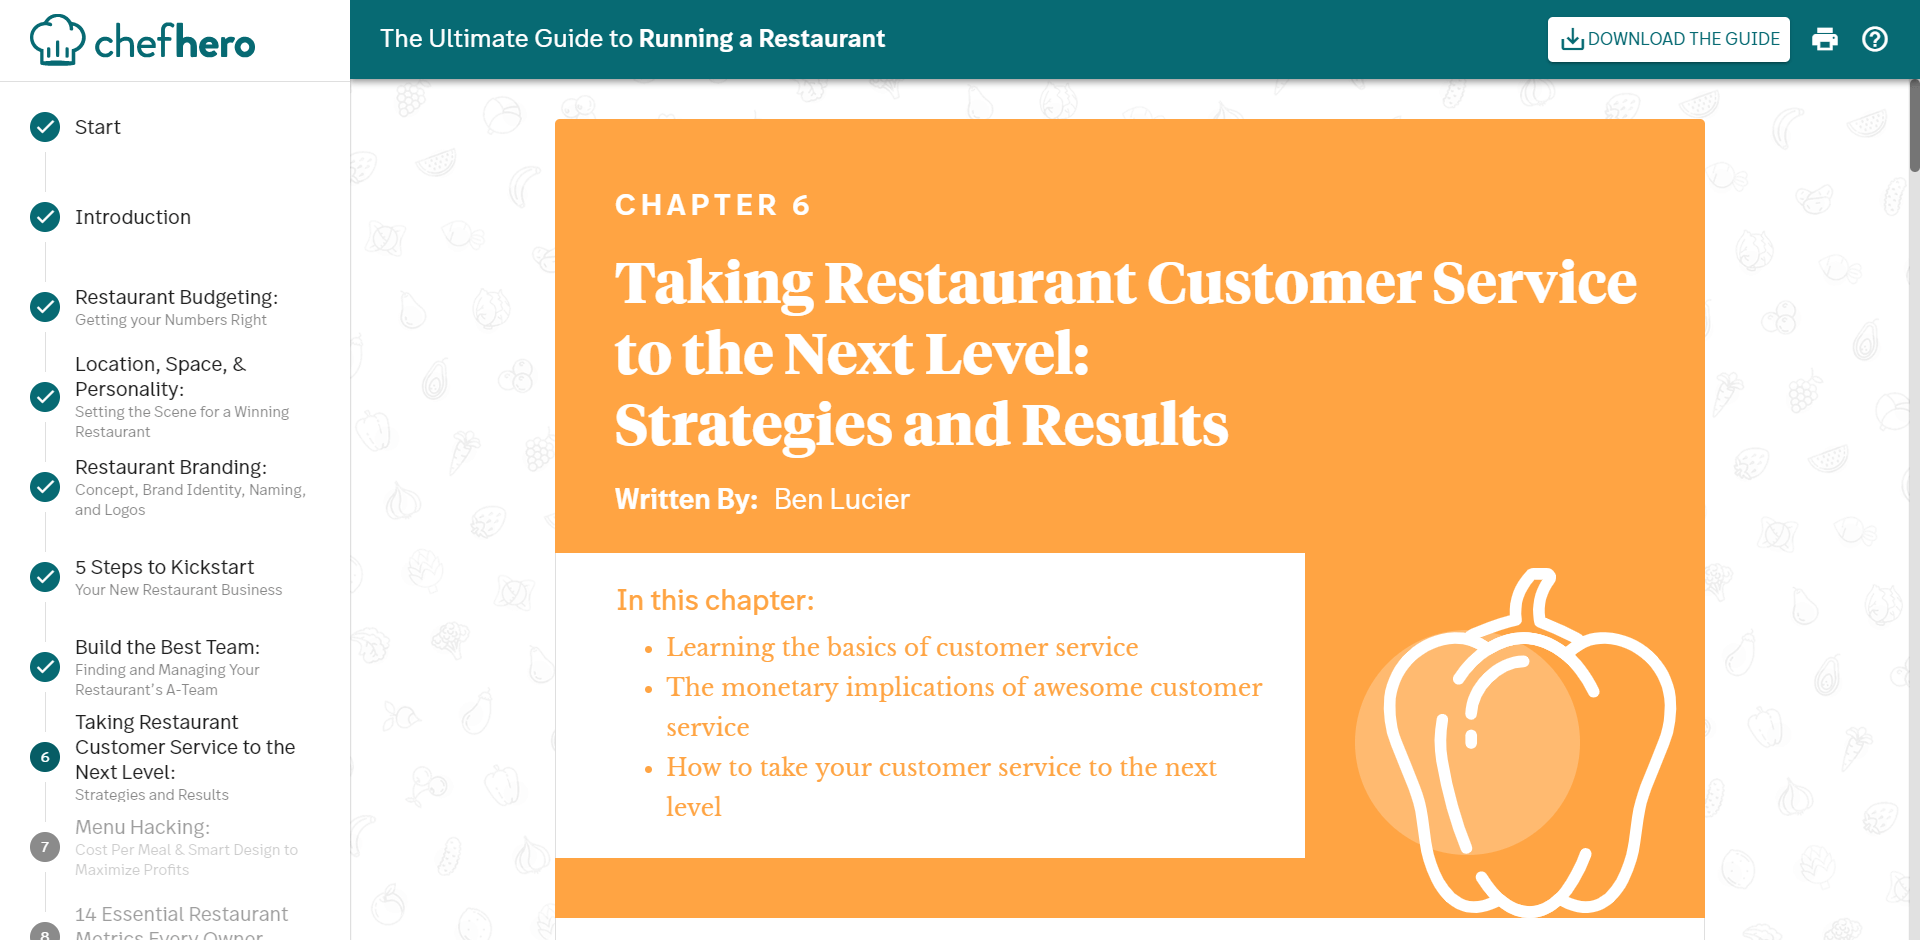 chefhero
The Ultimate Guide to Running a Restaurant
DOWNLOAD THE GUIDE
Start
Introduction
Restaurant Budgeting:
Getting your Numbers Right
Location, Space, &
Personality:
Setting the Scene for a Winning
Restaurant
Restaurant Branding:
Concept, Brand Identity, Naming,
and Logos
5 Steps to Kickstart
Your New Restaurant Business
Build the Best Team:
Finding and Managing Your
Restaurant's A-Team
6
Taking Restaurant
Customer Service to the
Next Level:
Strategies and Results
7
Menu Hacking:
Cost Per Meal & Smart Design to
Maximize Profits
8
14 Essential Restaurant
Metrics Every Owner
CHAPTER 6
Taking Restaurant Customer Service
to the Next Level:
Strategies and Results
Written By: Ben Lucier
In this chapter:
• Learning the basics of customer service
• The monetary implications of awesome customer
service
• How to take your customer service to the next
level